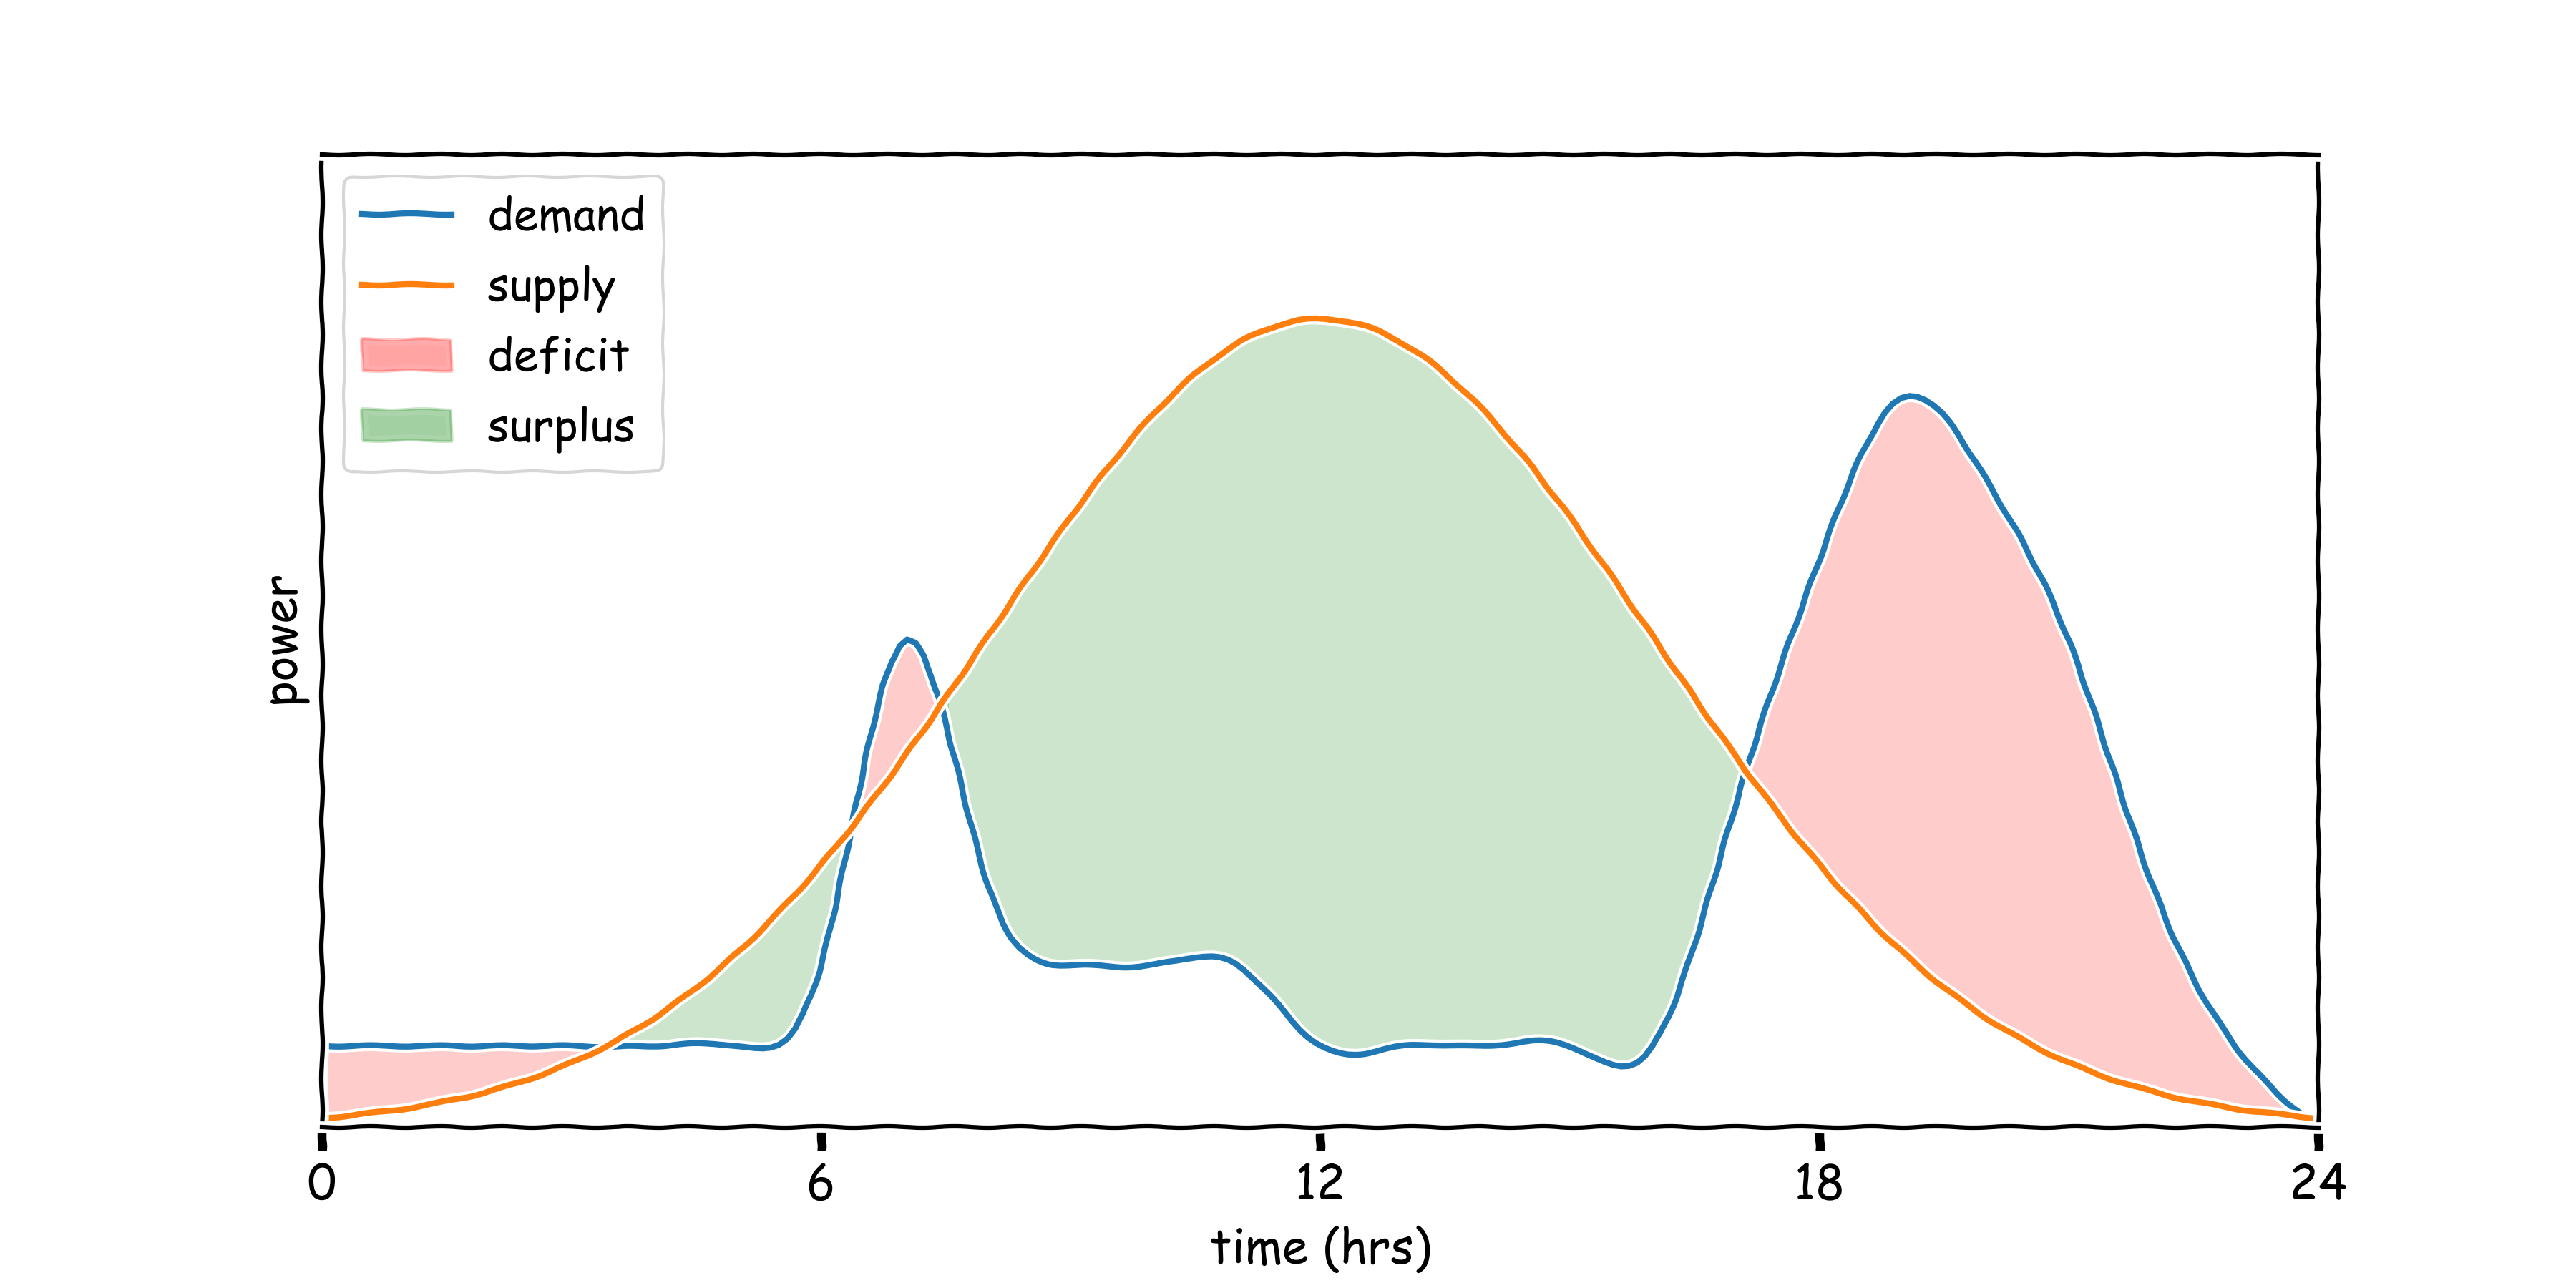 demand
supply
deficit
surplus
power
0 6 12 18 24
time (hrs)